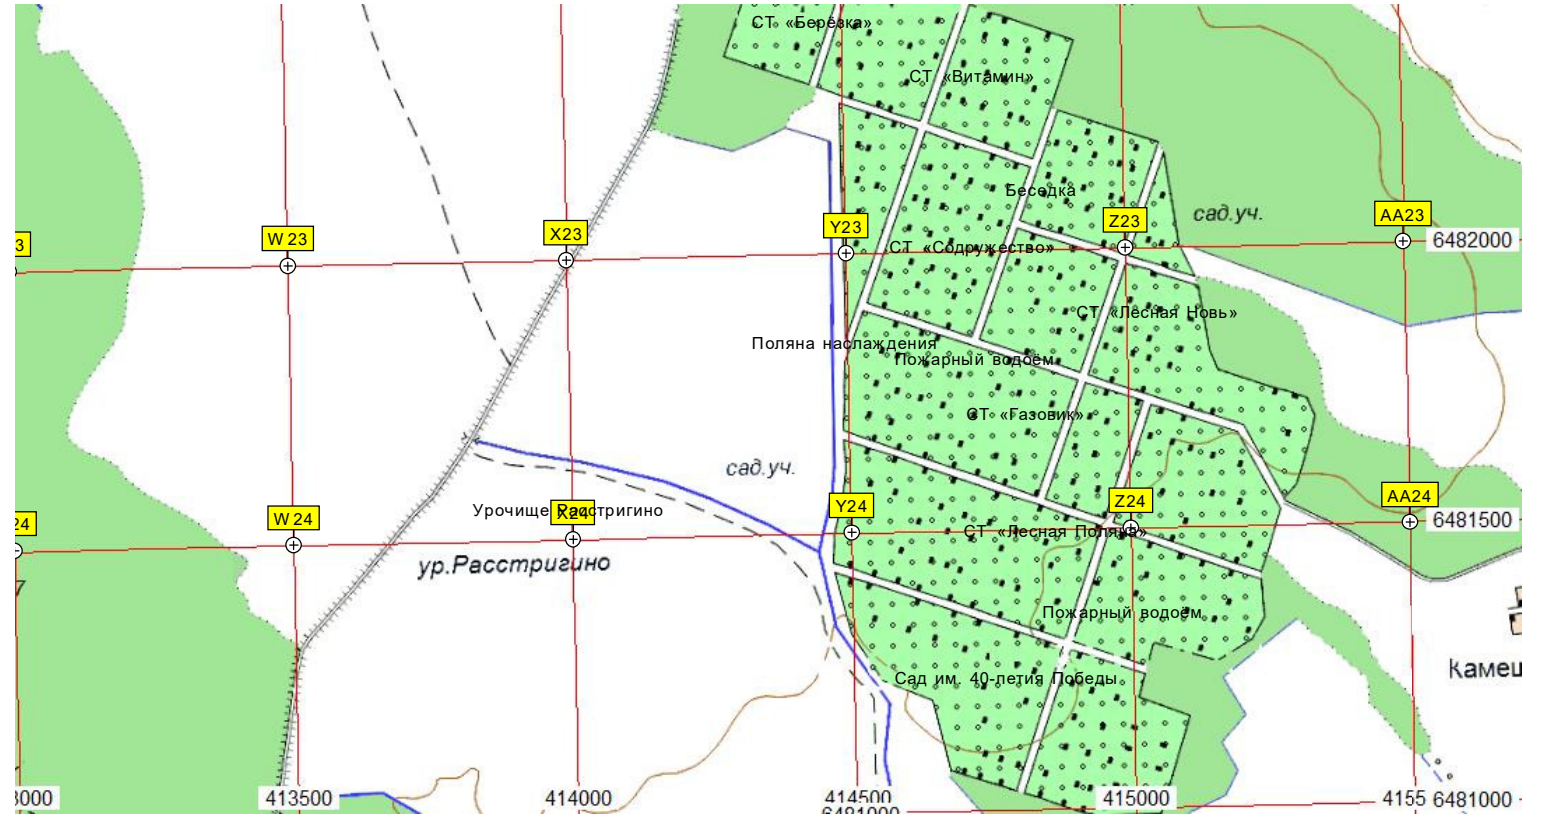 СТ «Берёзка»
СТ «Витамин»
Беседка
сад.уч.
AA23
Z23
Y23
X23
W 23
3
6482000
СТ «Содружество»
СТ «Лесная Новь»
Поляна наслаждения
Пожарный водоём
СТ «Газовик»
сад.уч.
AA24
Z24
Y24
X24
W 24
24
6481500
Урочище Расстригино
СТ «Лесная Поляна»
ур.Расстригино
7
Пожарный водоём
Камеш
Сад им. 40-летия Победы
3000
413500
414000
414500
415000
4155
6481000
6481000